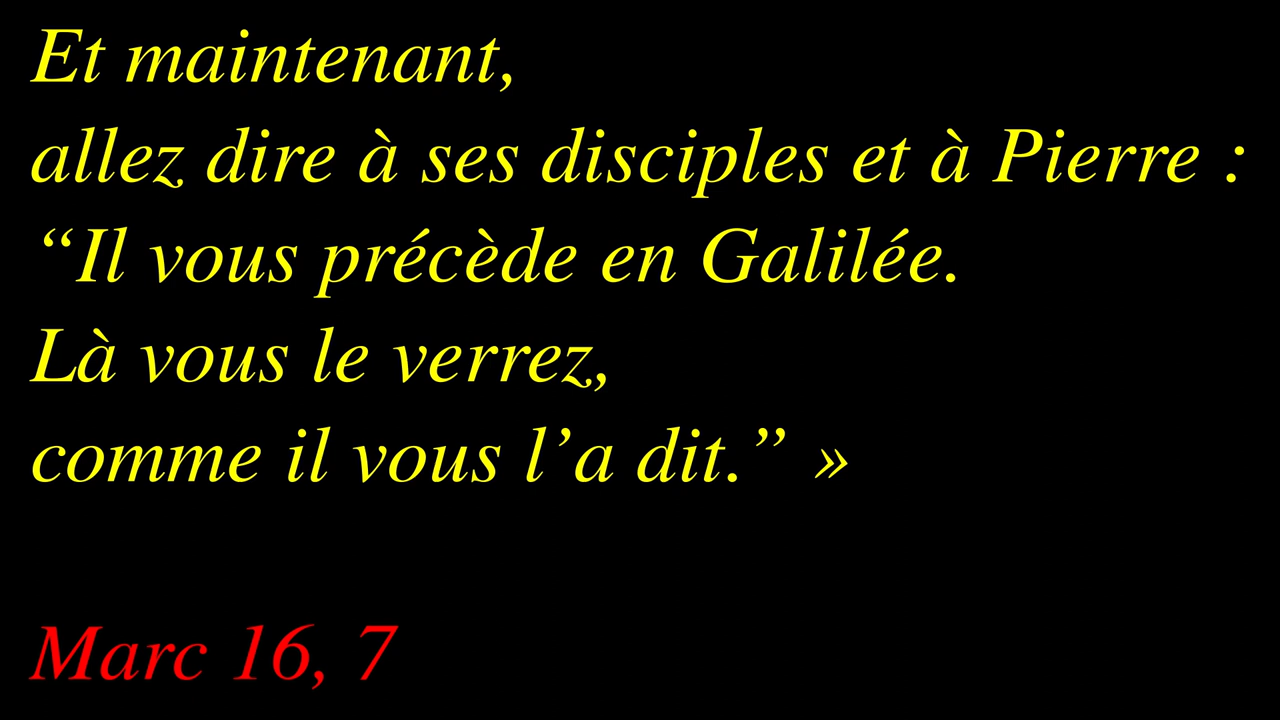 Et maintenant,
allez dire à ses disciples et à Pierre :
“Il vous précède en Galilée.
Là vous le verrez,
comme il vous l’a dit.” »
Marc 16, 7